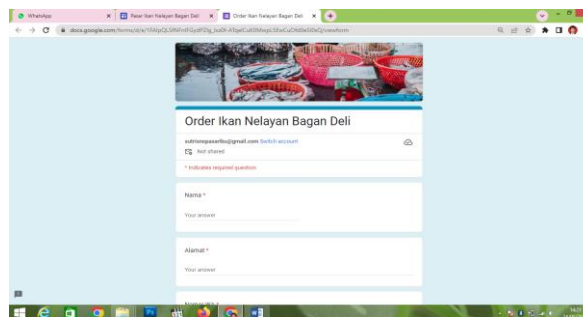 WhatsApp
Pasar Ikan Nelayan Bagan Deli
Order Ikan Nelayan Bagan Deli
Order Ikan Nelayan Bagan Deli
sutrisnopasaribu@gmail.com Switch account
Not shared
* Indicates required question
Nama *
Your answer
Alamat *
Your answer